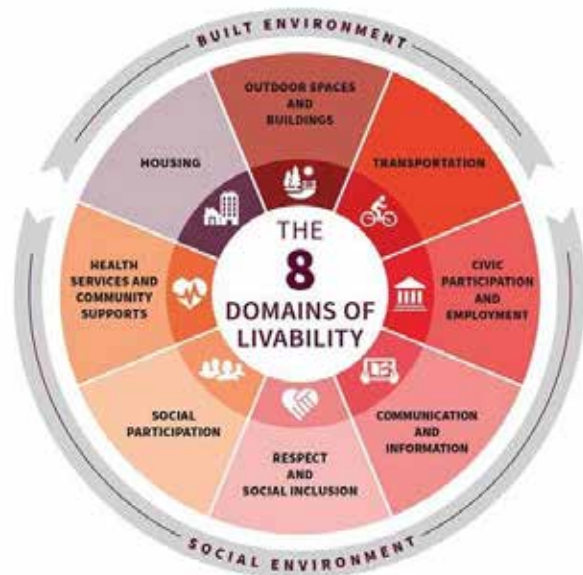 BUILT ENVIRONMENT
OUTDOOR SPACES
AND
BUILDINGS
HOUSING
TRANSPORTATION
HEALTH
SERVICES AND
COMMUNITY
SUPPORTS
THE
8
DOMAINS OF
LIVABILITY
CIVIC
PARTICIPATION
AND
EMPLOYMENT
SOCIAL
PARTICIPATION
COMMUNICATION
AND
INFORMATION
RESPECT
AND
SOCIAL INCLUSION
SOCIAL ENVIRONMENT